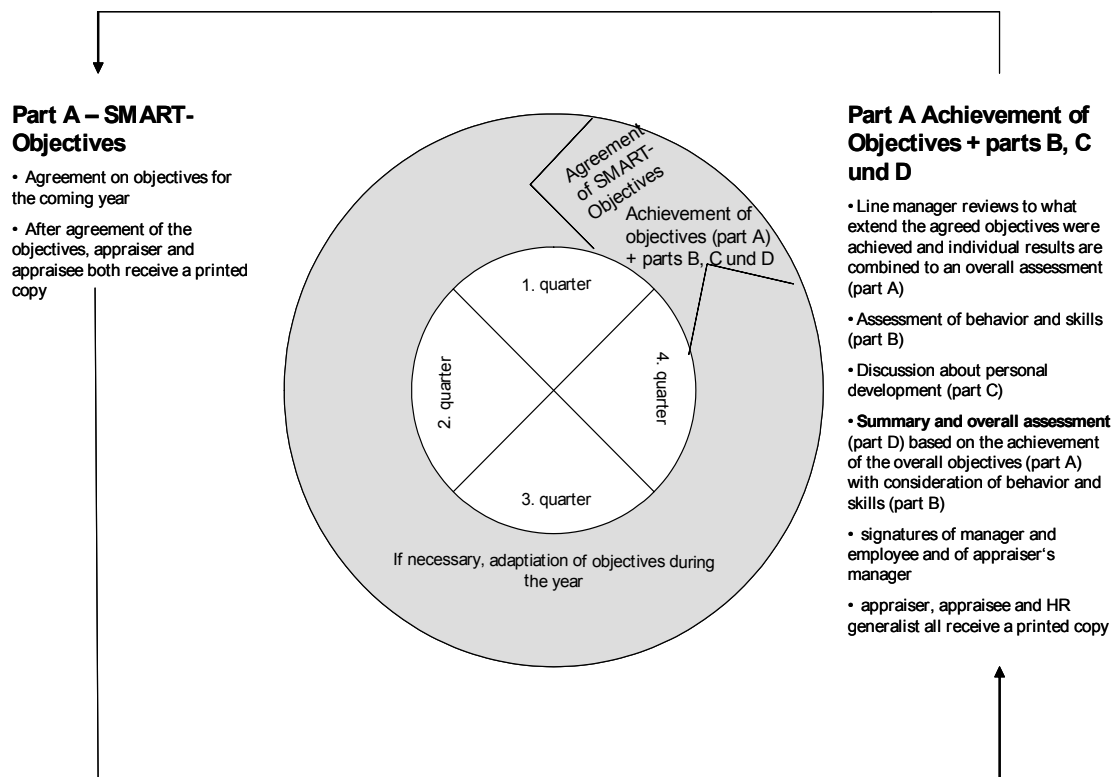 Part A – SMART-
Objectives
• Agreement on objectives for
the coming year
• After agreement of the
objectives, appraiser and
appraisee both receive a printed
copy
Agreement
of SMART-
Objectives
Achievement of
objectives (part A)
+ parts B, C und D
1. quarter
2. quarter
3. quarter
4. quarter
If necessary, adaptiation of objectives during
the year
Part A Achievement of
Objectives + parts B, C
und D
• Line manager reviews to what
extend the agreed objectives were
achieved and individual results are
combined to an overall assessment
(part A)
• Assessment of behavior and skills
(part B)
• Discussion about personal
development (part C)
• Summary and overall assessment
(part D) based on the achievement
of the overall objectives (part A)
with consideration of behavior and
skills (part B)
• signatures of manager and
employee and of appraiser‘s
manager
• appraiser, appraisee and HR
generalist all receive a printed copy